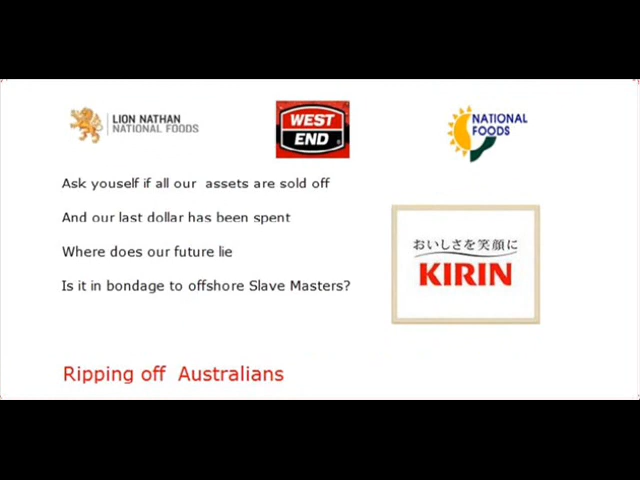 LION NATHAN
NATIONAL FOODS
WEST
END
NATIONAL
FOODS
Ask youself if all our assets are sold off
And our last dollar has been spent
Where does our future lie
Is it in bondage to offshore Slave Masters?
おいしさを笑顔に
KIRIN
Ripping off Australians